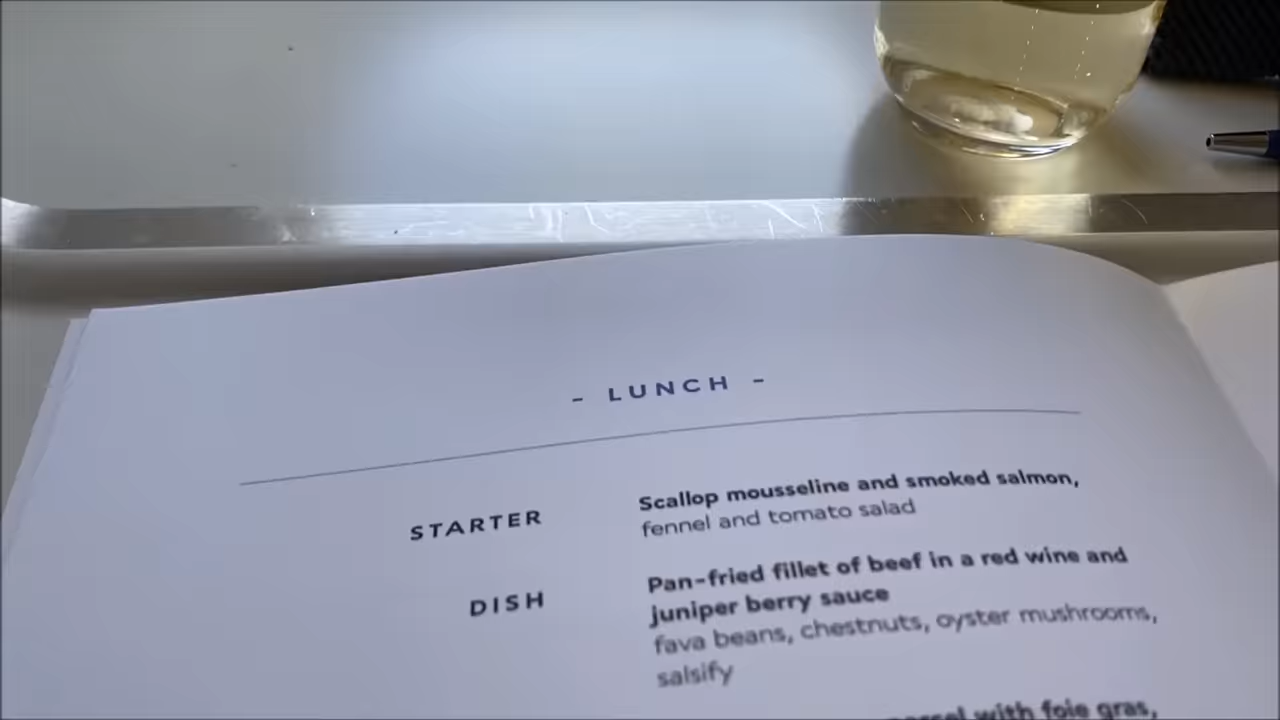 - LUNCH -
STARTER
Scallop mousseline and smoked salmon,
fennel and tomato salad
DISH
Pan-fried fillet of beef in a red wine and
juniper berry sauce
fava beans, chestnuts, oyster mushrooms,
salsify
with foie gras,